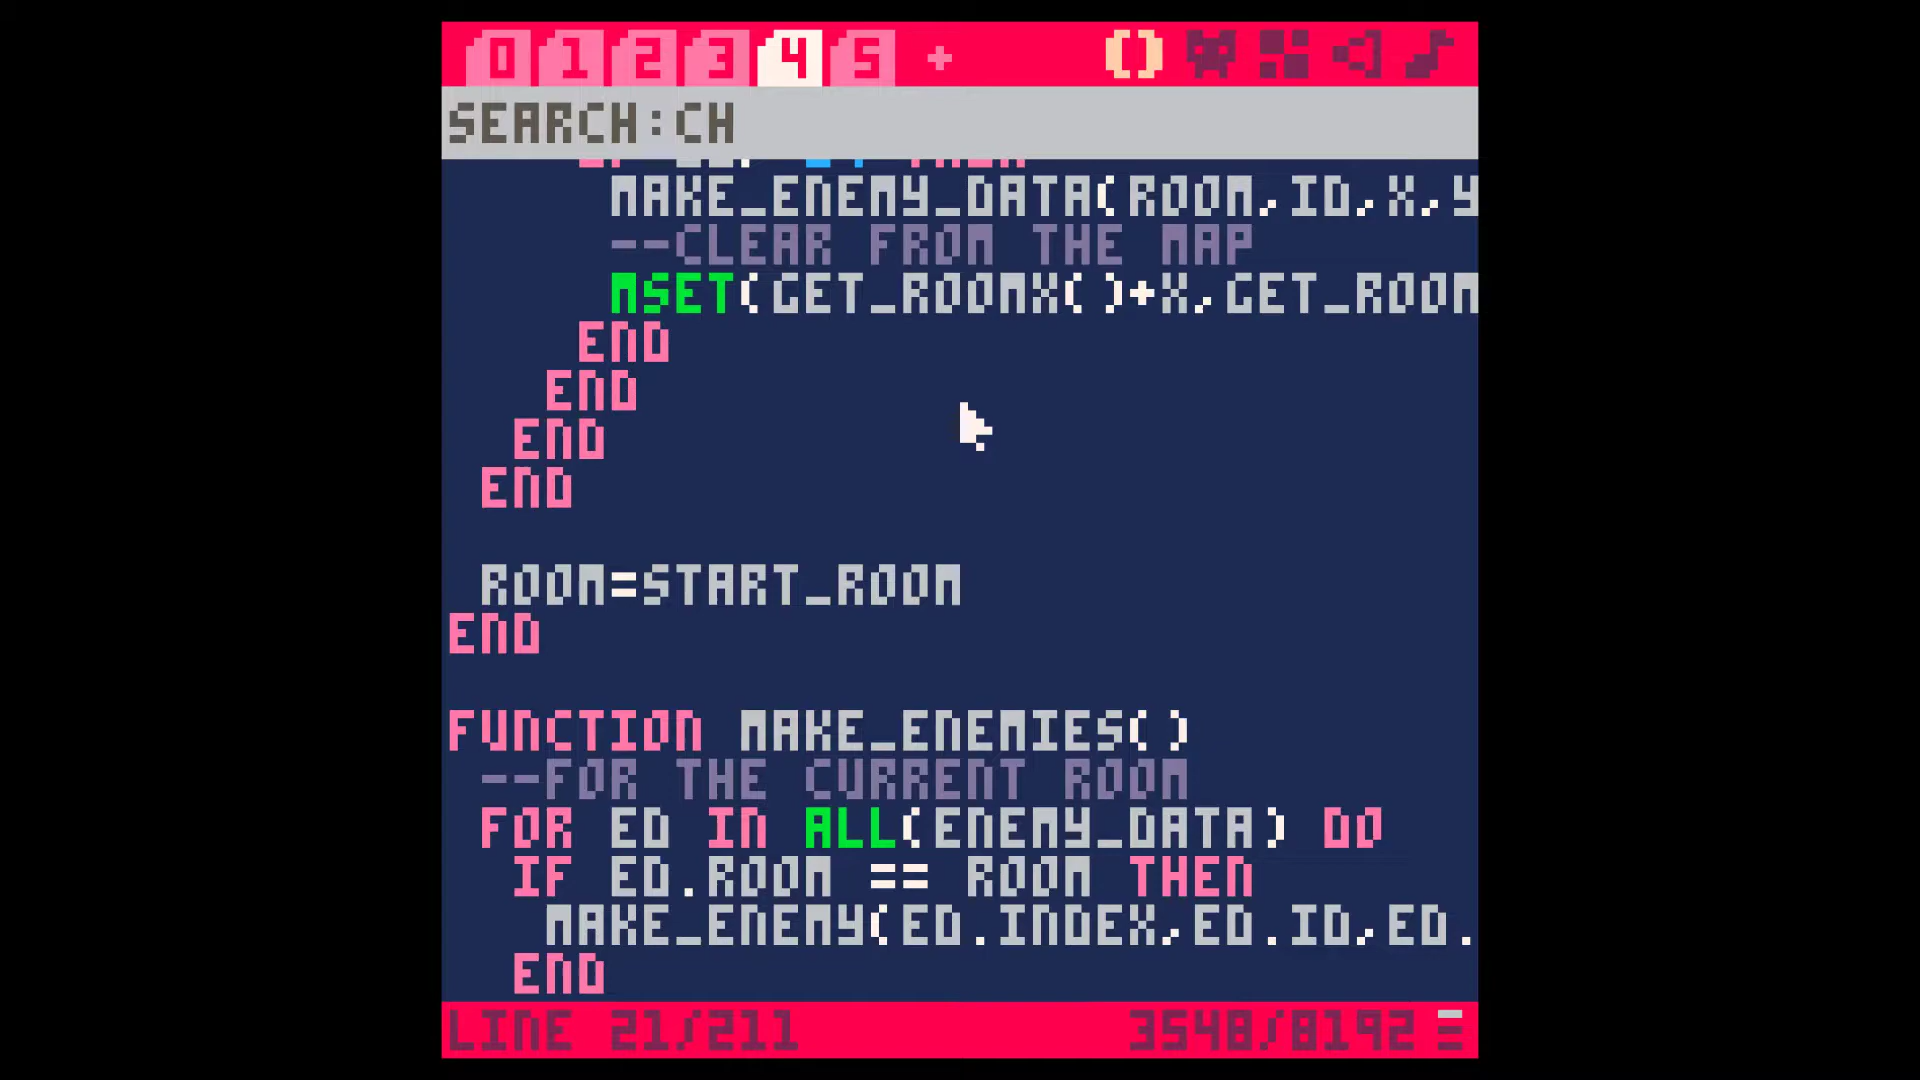 0 1 2 3 4 5 + ()
SEARCH:CH
MAKE_ENEMY_DATA(ROOM,ID,X,Y
--CLEAR FROM THE MAP
MSET(GET_ROOMX()+X,GET_ROOM
END
END
END
END
ROOM=START_ROOM
END
FUNCTION MAKE_ENEMIES()
--FOR THE CURRENT ROOM
FOR ED IN ALL(ENEMY_DATA) DO
IF ED.ROOM == ROOM THEN
MAKE_ENEMY(ED.INDEX,ED.ID,ED.
END
LINE 21/211 3548/8192